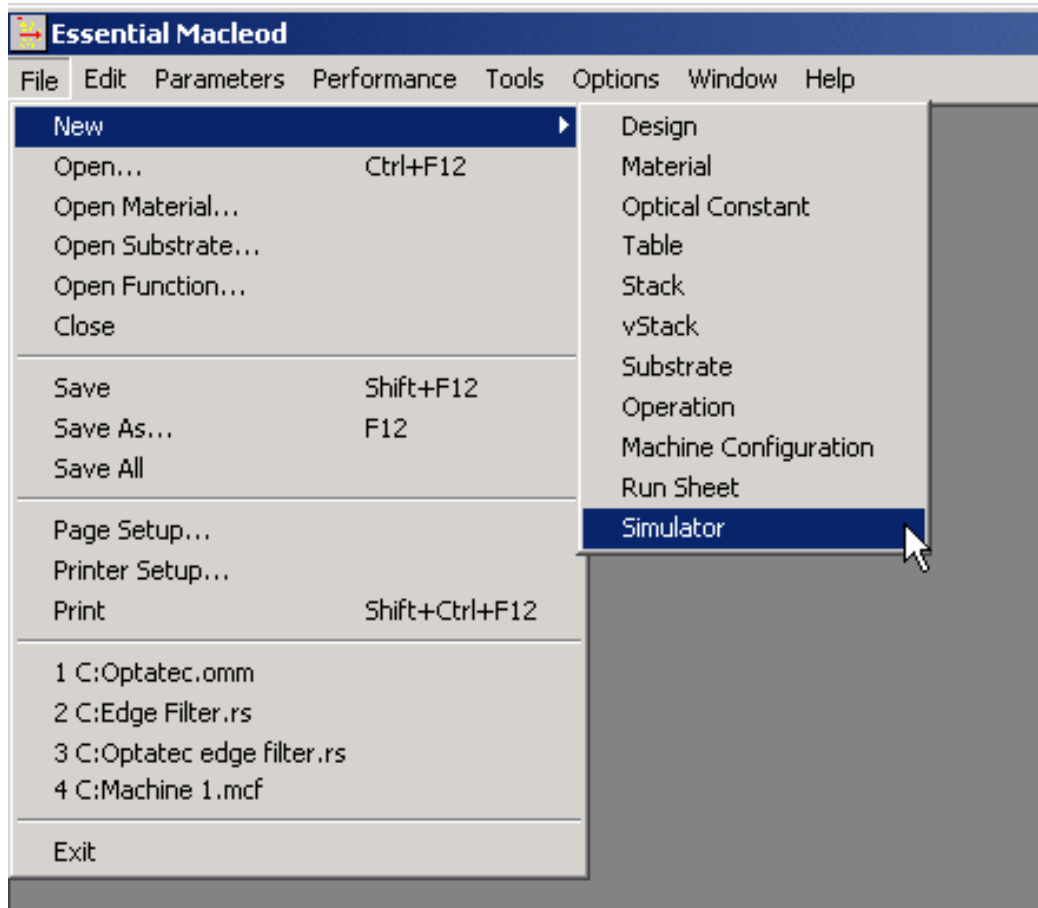 Essential Macleod
File Edit Parameters Performance Tools Options Window Help
New
Open... Ctrl+F12
Open Material...
Open Substrate...
Open Function...
Close
Save Shift+F12
Save As... F12
Save All
Page Setup...
Printer Setup...
Print Shift+Ctrl+F12
1 C:Optatec.omm
2 C:Edge Filter.rs
3 C:Optatec edge filter.rs
4 C:Machine 1.mcf
Exit
Design
Material
Optical Constant
Table
Stack
vStack
Substrate
Operation
Machine Configuration
Run Sheet
Simulator